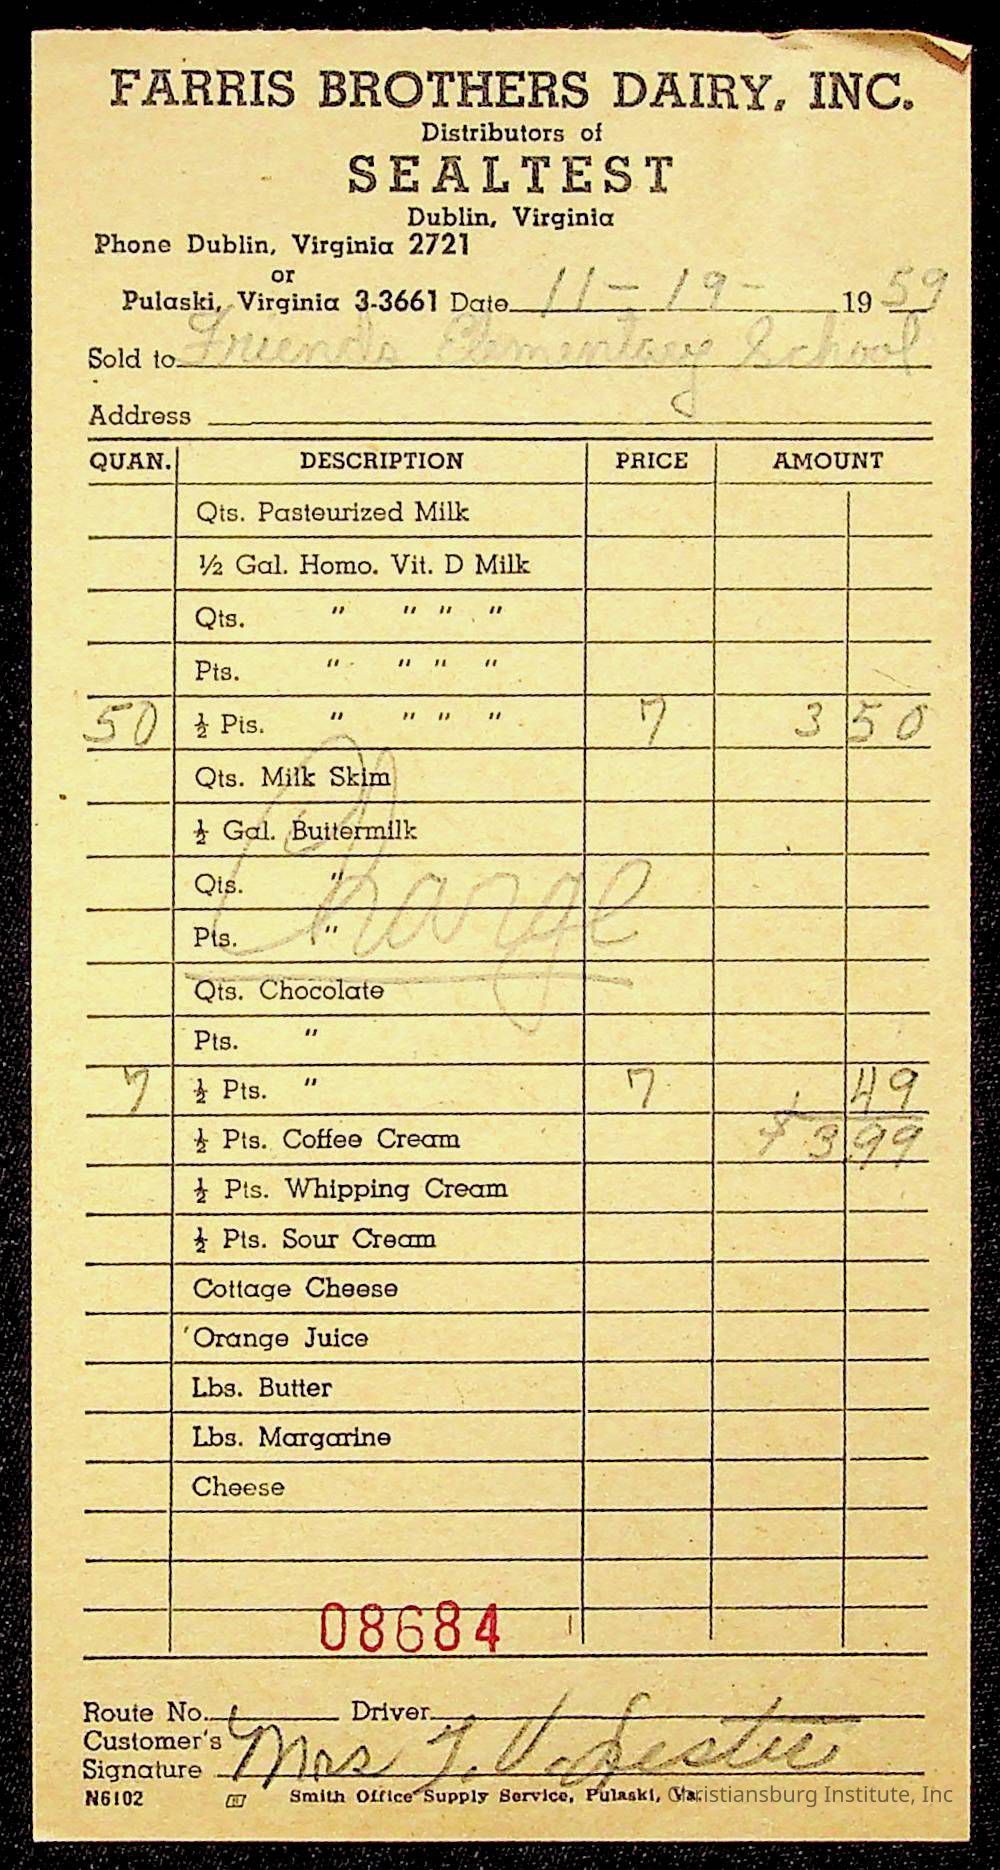 FARRIS BROTHERS DAIRY, INC.
Distributors of
SEALTEST
Dublin, Virginia
Phone Dublin, Virginia 2721
or
Pulaski, Virginia 3-3661 Date 11-19- 19 59
Sold to Friends Elementary School
Address
QUAN. DESCRIPTION PRICE AMOUNT
Qts. Pasteurized Milk
½ Gal. Homo. Vit. D Milk
Qts. " " " "
Pts. " " " "
50 ½ Pts. " " " " 7 3 50
Qts. Milk Skim
½ Gal. Buttermilk
Qts. "
Charge
Pts. "
Qts. Chocolate
Pts. "
7 ½ Pts. " 7 49
½ Pts. Coffee Cream $ 3.99
½ Pts. Whipping Cream
½ Pts. Sour Cream
Cottage Cheese
Orange Juice
Lbs. Butter
Lbs. Margarine
Cheese
08684
Route No. Driver
Customer's
Signature Mrs
N6102 Smith Office Supply Service, Pulaski, Va.
Christiansburg Institute, Inc